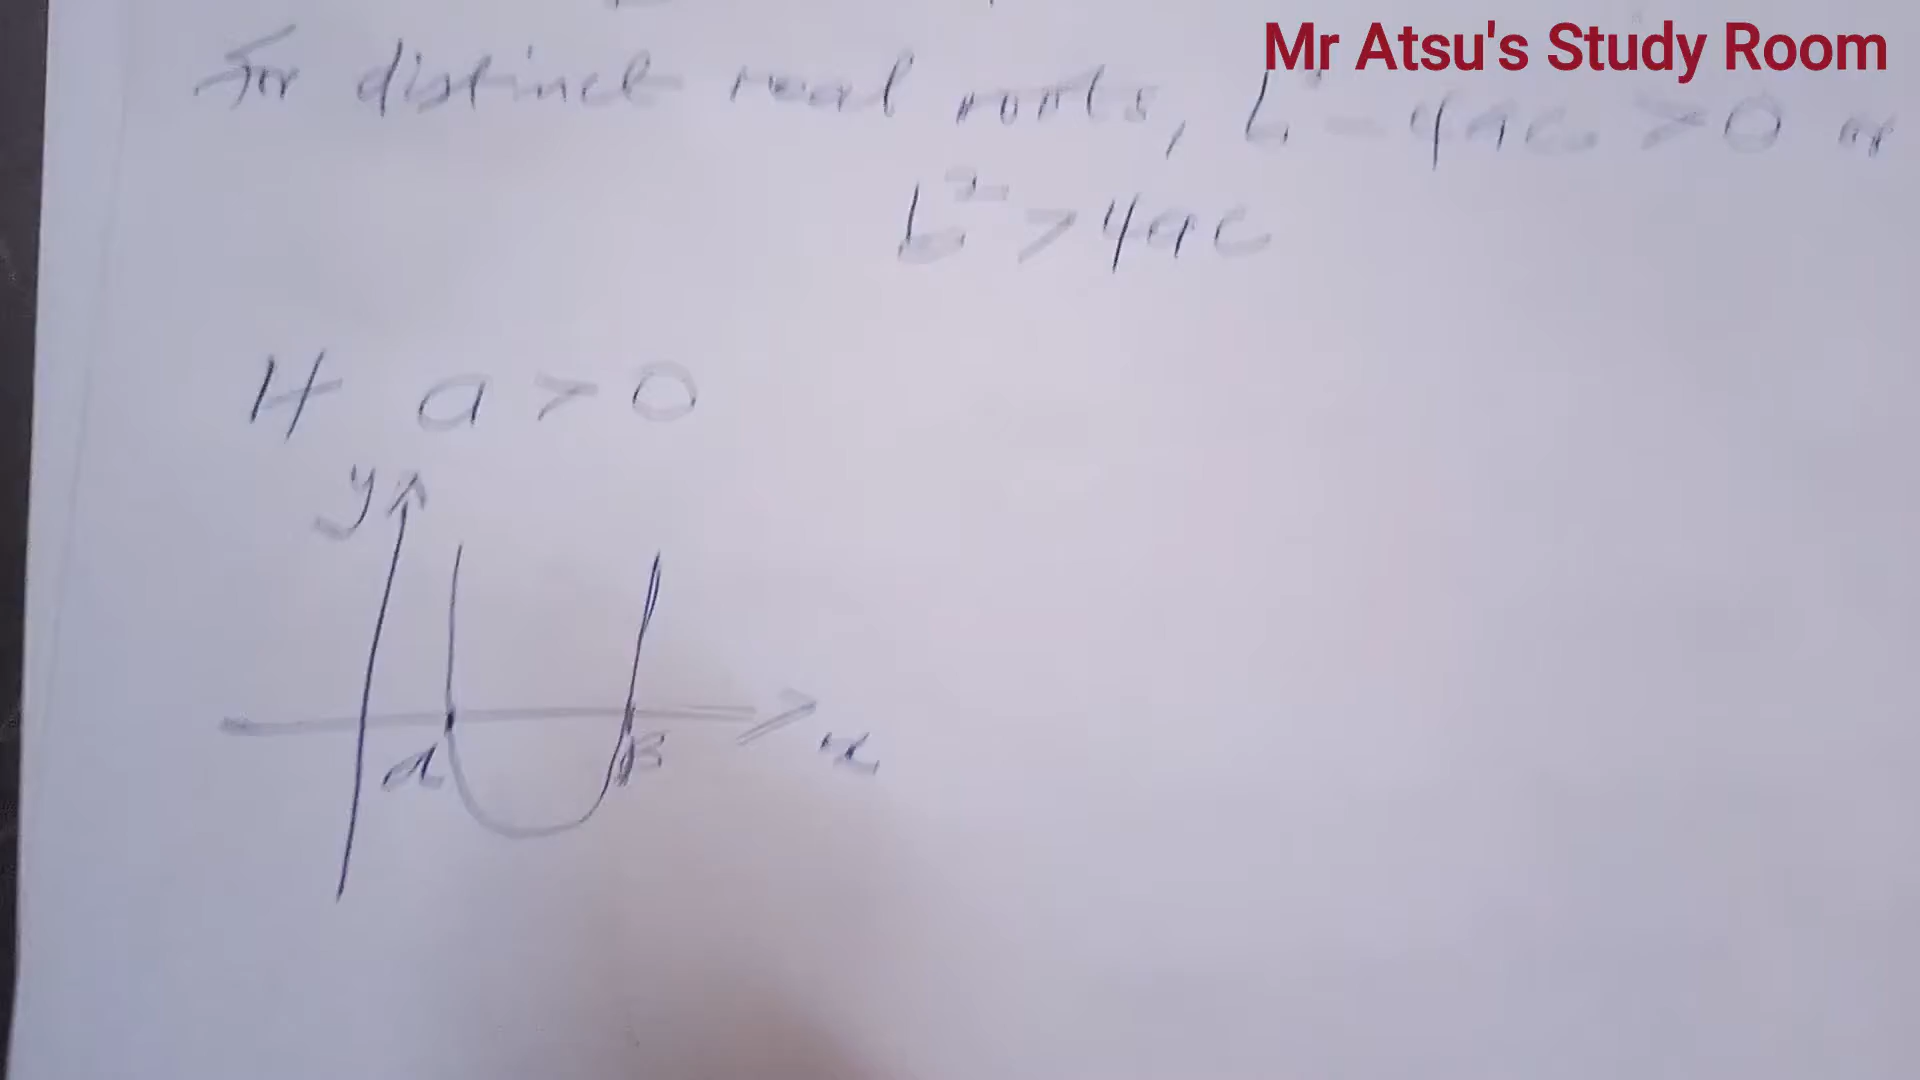 Mr Atsu's Study Room
For distinct real roots, b² - 4ac > 0 or
b² > 4ac
If a > 0
y
α β x